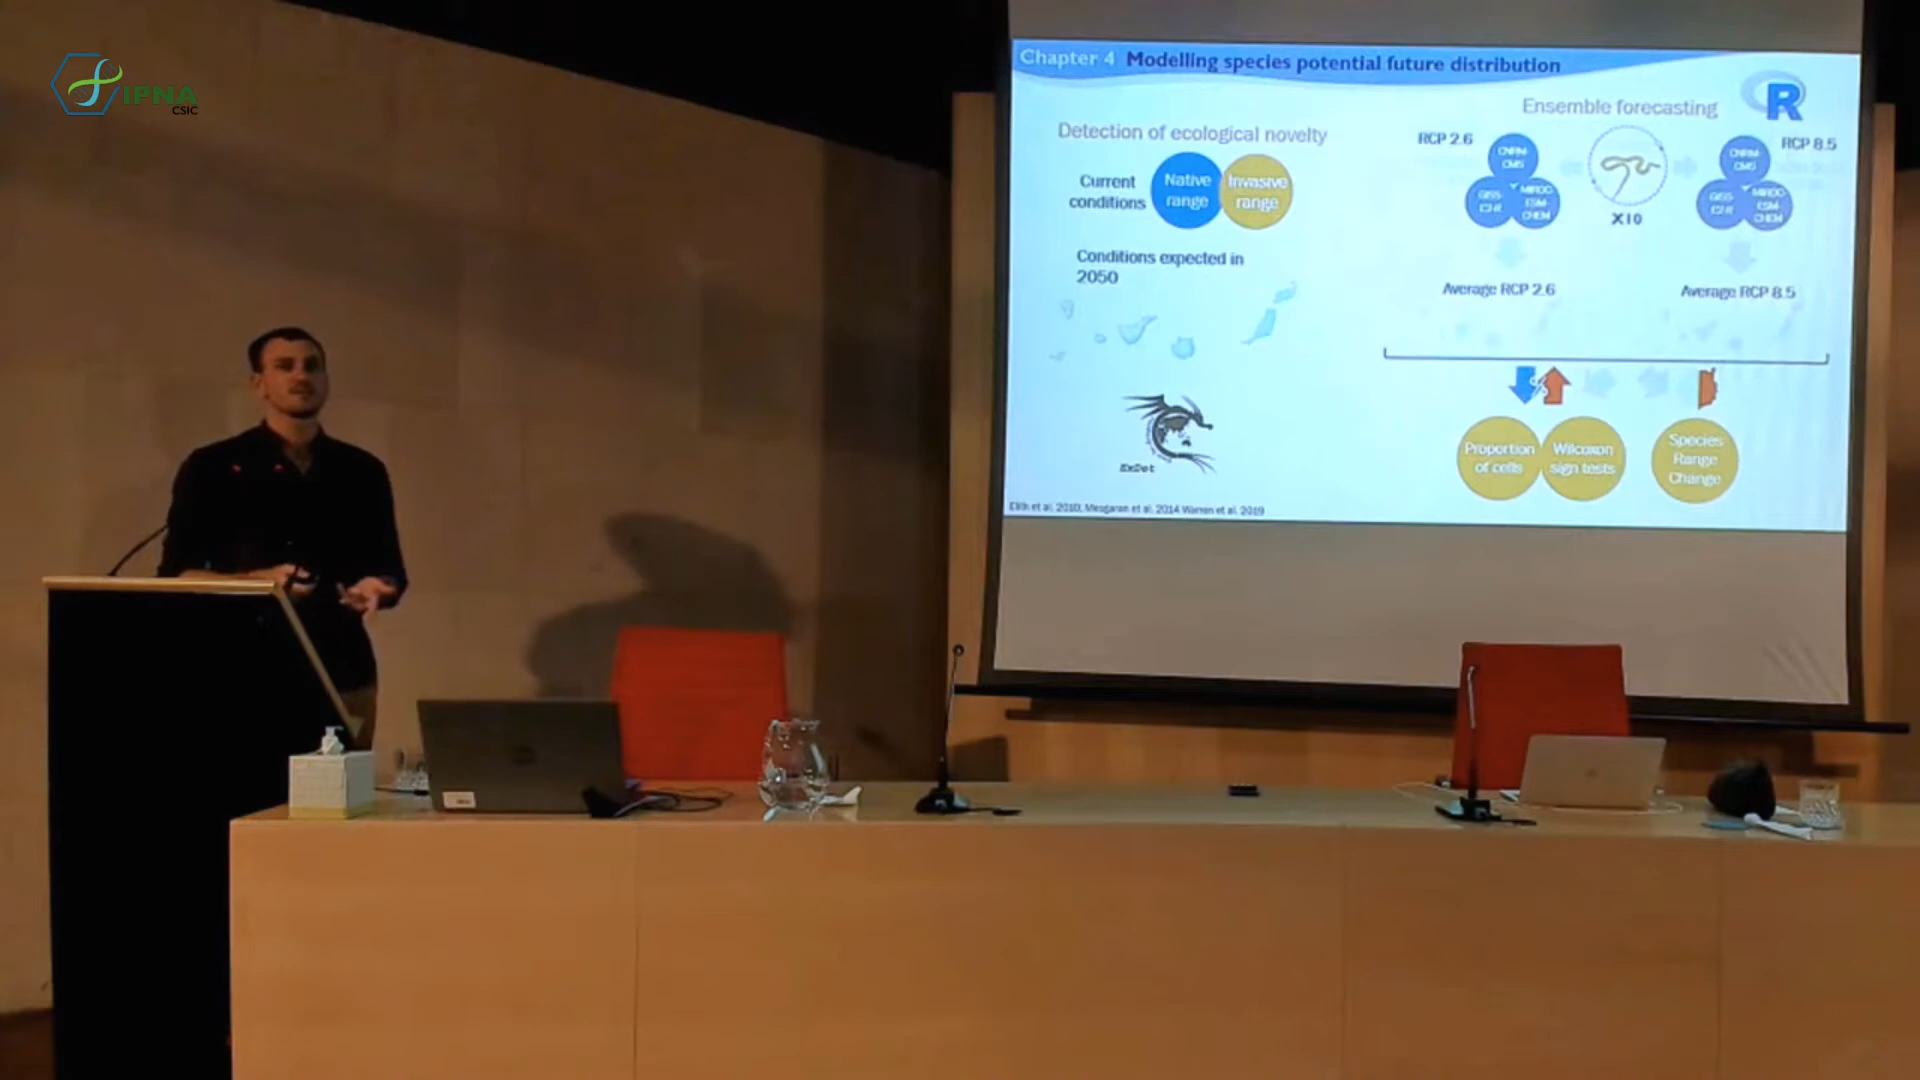 IPNA
CSIC
Chapter 4 Modelling species potential future distribution
Detection of ecological novelty
Current
conditions
Native
range
Invasive
range
Conditions expected in
2050
ExDet
Elith et al. 2010, Mesgaran et al. 2014 Warren et al. 2019
Ensemble forecasting
R
RCP 2.6
CNRM-
CM5
GISS-
E2-R
MIROC-
ESM-
CHEM
X10
RCP 8.5
CNRM-
CM5
GISS-
E2-R
MIROC-
ESM-
CHEM
Average RCP 2.6
Average RCP 8.5
Proportion
of cells
Wilcoxon
sign tests
Species
Range
Change